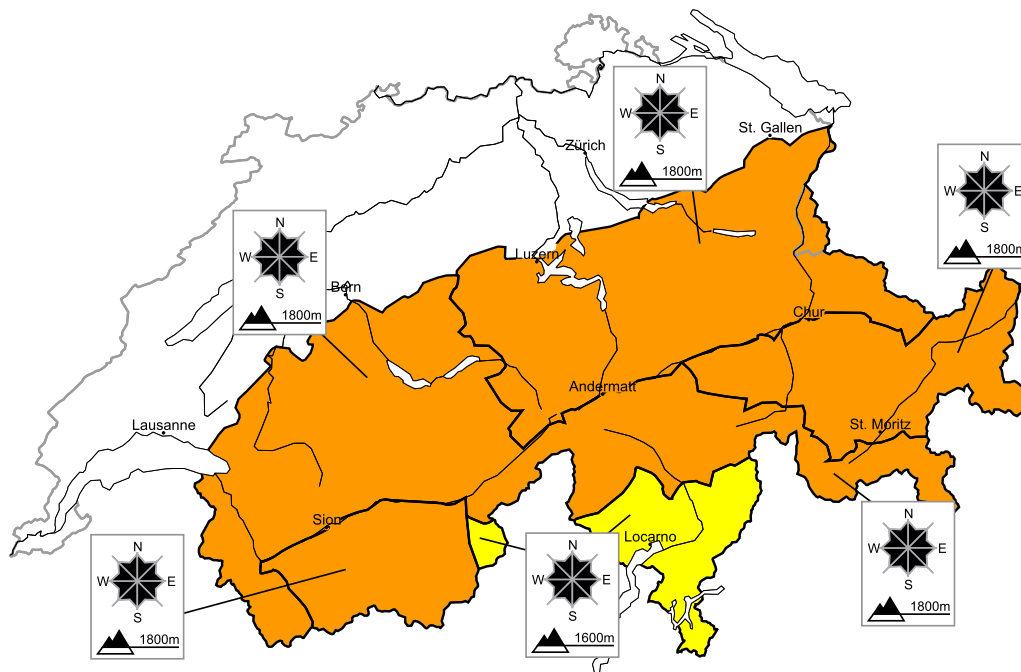 N
W E
S
1800m
St. Gallen
Zürich
N
W E
S
1800m
N
W E
S
1800m
Luzern
Bern
Chur
Andermatt
Lausanne
St. Moritz
Sion
Locarno
N
W E
S
1800m
N
W E
S
1600m
N
W E
S
1800m